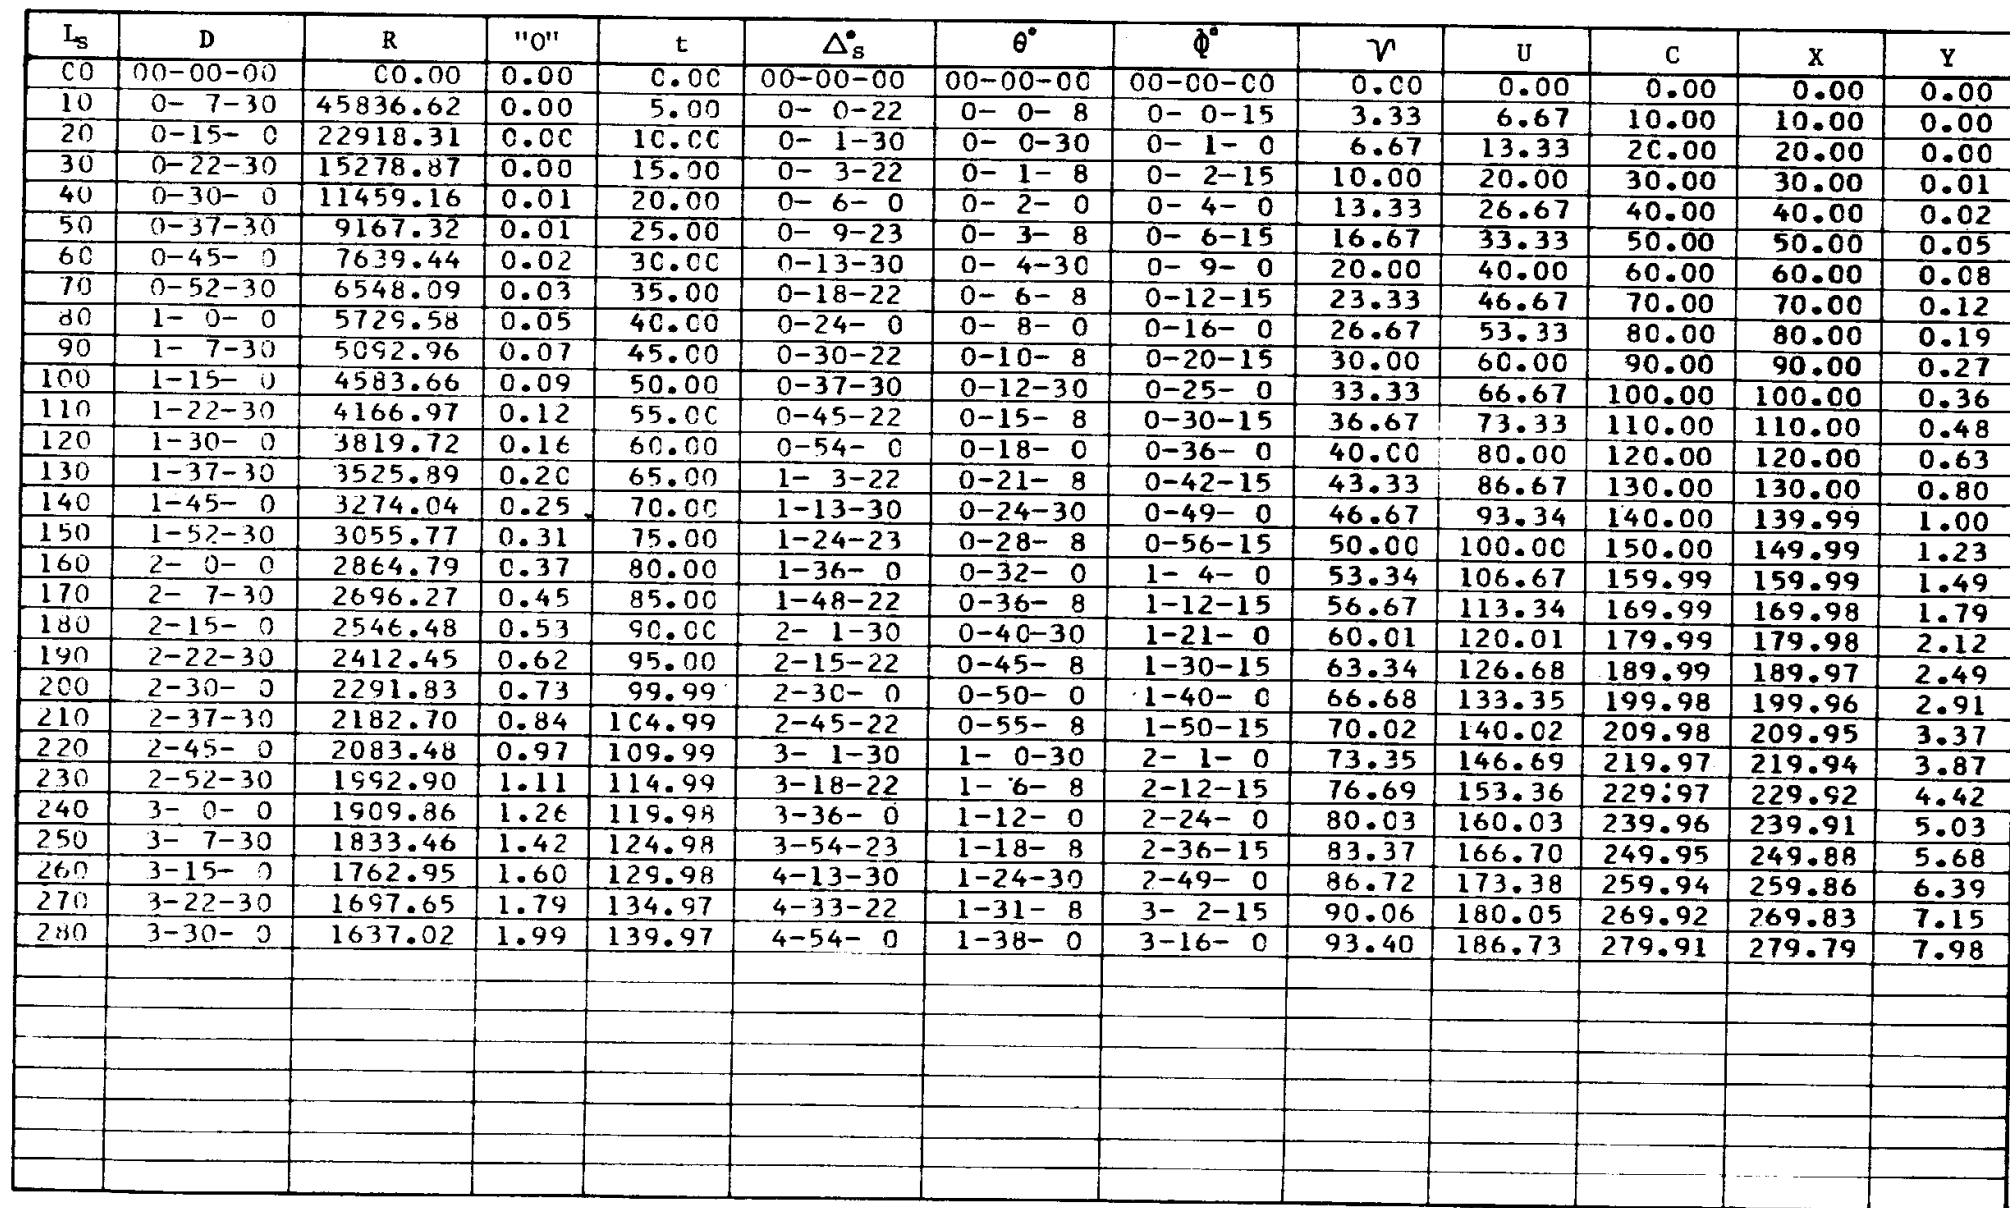 Ls D R "O" t Δ°s θ° Φ° ϒ U C X Y
C0 00-00-00 C0.00 0.00 C.0C 00-00-00 00-00-0C 00-00-C0 0.C0 0.00 0.00 0.00 0.00
10 0- 7-30 45836.62 0.00 5.00 0- 0-22 0- 0- 8 0- 0-15 3.33 6.67 10.00 10.00 0.00
20 0-15- 0 22918.31 0.0C 1C.CC 0- 1-30 0- 0-30 0- 1- 0 6.67 13.33 2C.00 20.00 0.00
30 0-22-30 15278.87 0.00 15.00 0- 3-22 0- 1- 8 0- 2-15 10.00 20.00 30.00 30.00 0.01
40 0-30- 0 11459.16 0.01 20.00 0- 6- 0 0- 2- 0 0- 4- 0 13.33 26.67 40.00 40.00 0.02
50 0-37-30 9167.32 0.01 25.00 0- 9-23 0- 3- 8 0- 6-15 16.67 33.33 50.00 50.00 0.05
60 0-45- 0 7639.44 0.02 3C.CC 0-13-30 0- 4-30 0- 9- 0 20.00 40.00 60.00 60.00 0.08
70 0-52-30 6548.09 0.03 35.00 0-18-22 0- 6- 8 0-12-15 23.33 46.67 70.00 70.00 0.12
80 1- 0- 0 5729.58 0.05 4C.C0 0-24- 0 0- 8- 0 0-16- 0 26.67 53.33 80.00 80.00 0.19
90 1- 7-30 5092.96 0.07 45.C0 0-30-22 0-10- 8 0-20-15 30.00 60.00 90.00 90.00 0.27
100 1-15- 0 4583.66 0.09 50.00 0-37-30 0-12-30 0-25- 0 33.33 66.67 100.00 100.00 0.36
110 1-22-30 4166.97 0.12 55.0C 0-45-22 0-15- 8 0-30-15 36.67 73.33 110.00 110.00 0.48
120 1-30- 0 3819.72 0.16 60.00 0-54- 0 0-18- 0 0-36- 0 40.C0 80.00 120.00 120.00 0.63
130 1-37-30 3525.89 0.2C 65.00 1- 3-22 0-21- 8 0-42-15 43.33 86.67 130.00 130.00 0.80
140 1-45- 0 3274.04 0.25 70.0C 1-13-30 0-24-30 0-49- 0 46.67 93.34 140.00 139.99 1.00
150 1-52-30 3055.77 0.31 75.00 1-24-23 0-28- 8 0-56-15 50.00 100.0C 150.00 149.99 1.23
160 2- 0- 0 2864.79 C.37 80.00 1-36- 0 0-32- 0 1- 4- 0 53.34 106.67 159.99 159.99 1.49
170 2- 7-30 2696.27 0.45 85.00 1-48-22 0-36- 8 1-12-15 56.67 113.34 169.99 169.98 1.79
180 2-15- 0 2546.48 0.53 90.0C 2- 1-30 0-40-30 1-21- 0 60.01 120.01 179.99 179.98 2.12
190 2-22-30 2412.45 0.62 95.00 2-15-22 0-45- 8 1-30-15 63.34 126.68 189.99 189.97 2.49
2C0 2-30- 0 2291.83 0.73 99.99 2-30- 0 0-50- 0 1-40- 0 66.68 133.35 199.98 199.96 2.91
210 2-37-30 2182.70 0.84 1C4.99 2-45-22 0-55- 8 1-50-15 70.02 140.02 209.98 209.95 3.37
220 2-45- 0 2083.48 0.97 109.99 3- 1-30 1- 0-30 2- 1- 0 73.35 146.69 219.97 219.94 3.87
230 2-52-30 1992.90 1.11 114.99 3-18-22 1- 6- 8 2-12-15 76.69 153.36 229.97 229.92 4.42
240 3- 0- 0 1909.86 1.26 119.98 3-36- 0 1-12- 0 2-24- 0 80.03 160.03 239.96 239.91 5.03
250 3- 7-30 1833.46 1.42 124.98 3-54-23 1-18- 8 2-36-15 83.37 166.70 249.95 249.88 5.68
260 3-15- 0 1762.95 1.60 129.98 4-13-30 1-24-30 2-49- 0 86.72 173.38 259.94 259.86 6.39
270 3-22-30 1697.65 1.79 134.97 4-33-22 1-31- 8 3- 2-15 90.06 180.05 269.92 269.83 7.15
280 3-30- 0 1637.02 1.99 139.97 4-54- 0 1-38- 0 3-16- 0 93.40 186.73 279.91 279.79 7.98